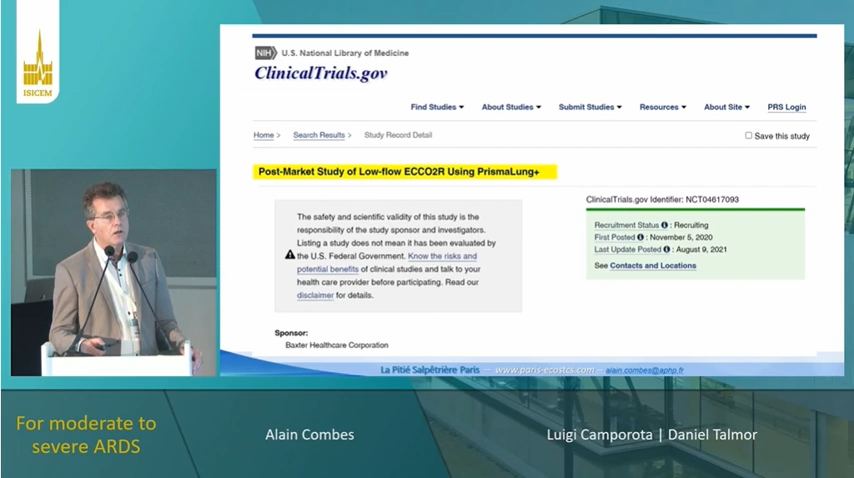 ISICEM
NIH U.S. National Library of Medicine
ClinicalTrials.gov
Find Studies About Studies Submit Studies Resources About Site PRS Login
Home > Search Results > Study Record Detail
Save this study
Post-Market Study of Low-flow ECCO2R Using PrismaLung+
The safety and scientific validity of this study is the
responsibility of the study sponsor and investigators.
Listing a study does not mean it has been evaluated by
the U.S. Federal Government. Know the risks and
potential benefits of clinical studies and talk to your
health care provider before participating. Read our
disclaimer for details.
ClinicalTrials.gov Identifier: NCT04617093
Recruitment Status : Recruiting
First Posted : November 5, 2020
Last Update Posted : August 9, 2021
See Contacts and Locations
Sponsor:
Baxter Healthcare Corporation
La Pitié Salpêtrière Paris – www.paris-ecostcs.com – alain.combes@aphp.fr
For moderate to
severe ARDS
Alain Combes
Luigi Camporota | Daniel Talmor